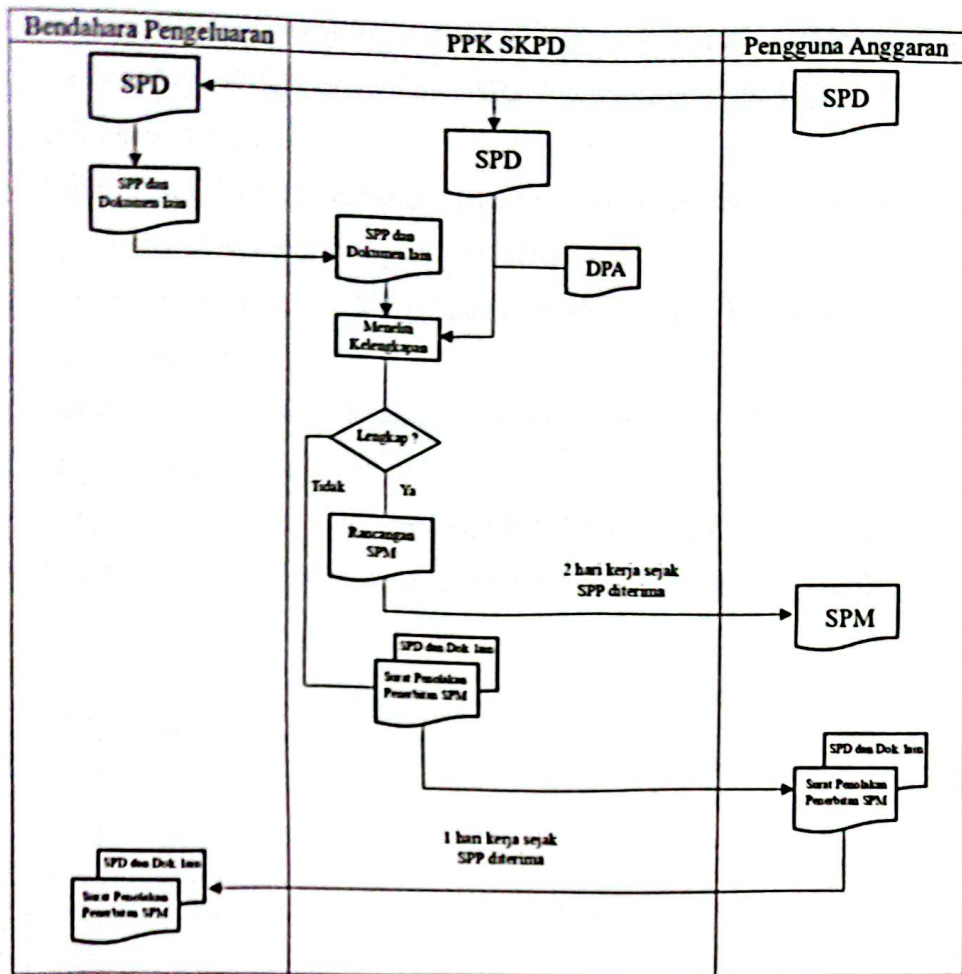 Bendahara Pengeluaran
PPK SKPD
Pengguna Anggaran
SPD
SPD
SPD
SPP dan
Dokumen lain
SPP dan
Dokumen lain
DPA
Meneliti
Kelengkapan
Lengkap ?
Tidak
Ya
Rancangan
SPM
2 hari kerja sejak
SPP diterima
SPM
SPD dan Dok. lain
Surat Penolakan
Penerbitan SPM
SPD dan Dok. lain
Surat Penolakan
Penerbitan SPM
1 hari kerja sejak
SPP diterima
SPD dan Dok. lain
Surat Penolakan
Penerbitan SPM